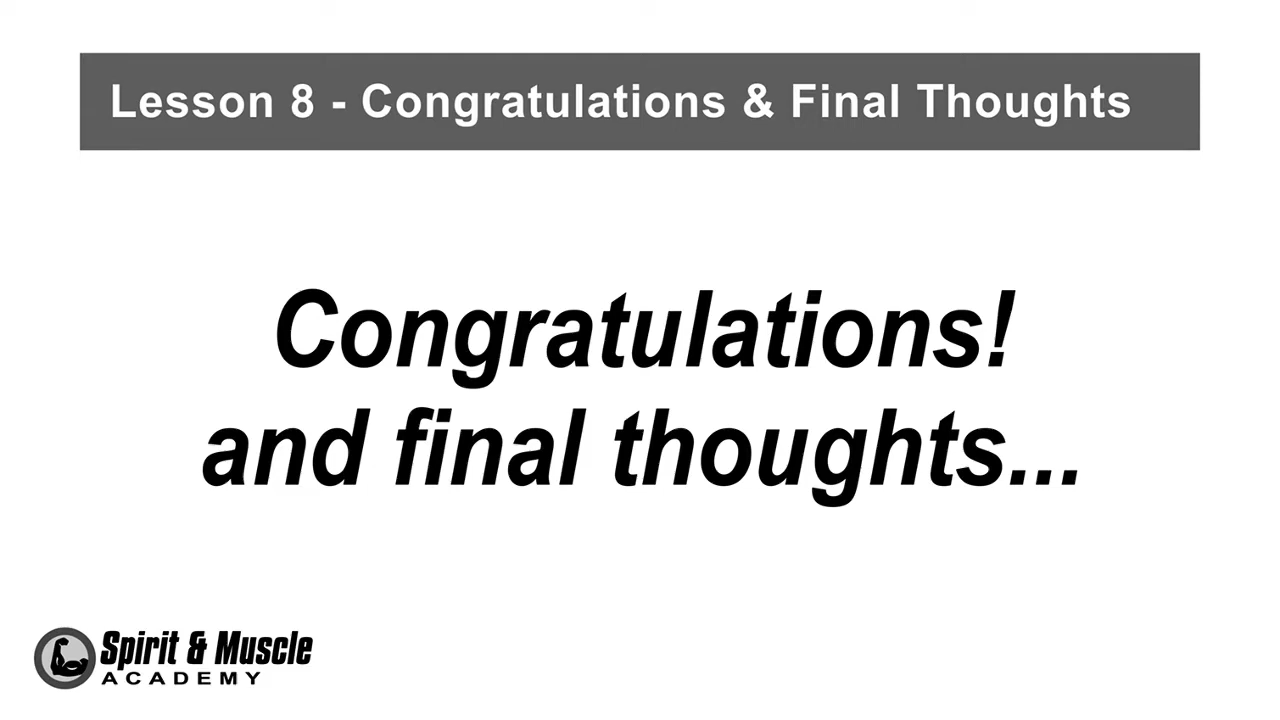 Lesson 8 - Congratulations & Final Thoughts
Congratulations!
and final thoughts...
Spirit & Muscle
ACADEMY